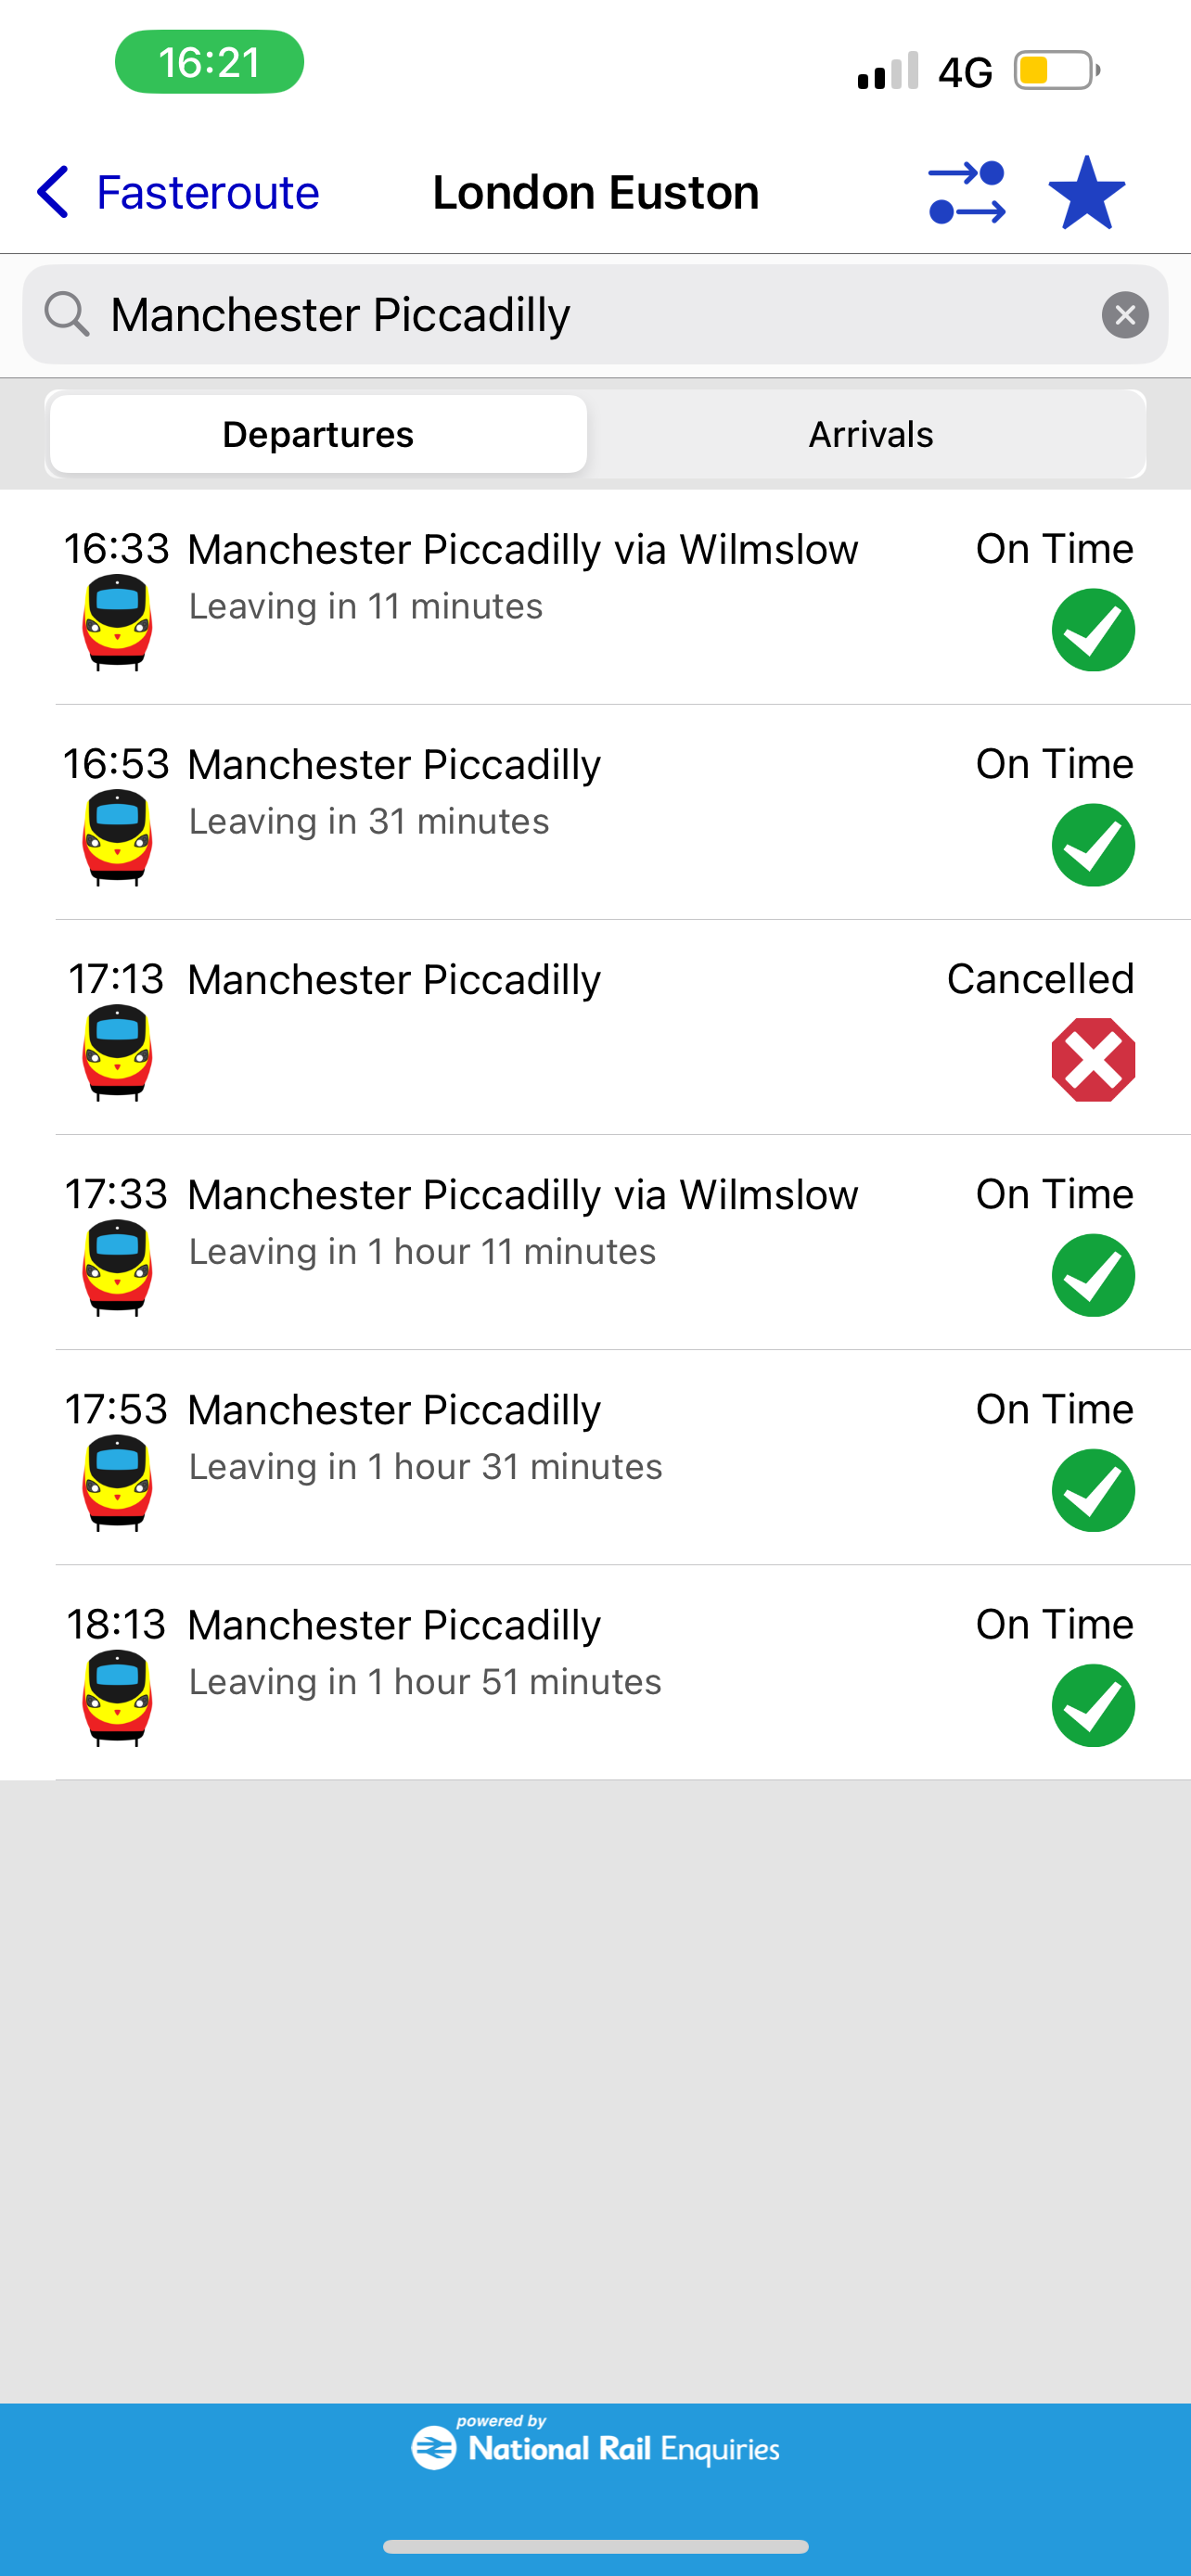 16:21
4G
Fasteroute
London Euston
Manchester Piccadilly
Departures
Arrivals
16:33 Manchester Piccadilly via Wilmslow On Time
Leaving in 11 minutes
16:53 Manchester Piccadilly On Time
Leaving in 31 minutes
17:13 Manchester Piccadilly Cancelled
17:33 Manchester Piccadilly via Wilmslow On Time
Leaving in 1 hour 11 minutes
17:53 Manchester Piccadilly On Time
Leaving in 1 hour 31 minutes
18:13 Manchester Piccadilly On Time
Leaving in 1 hour 51 minutes
powered by
National Rail Enquiries